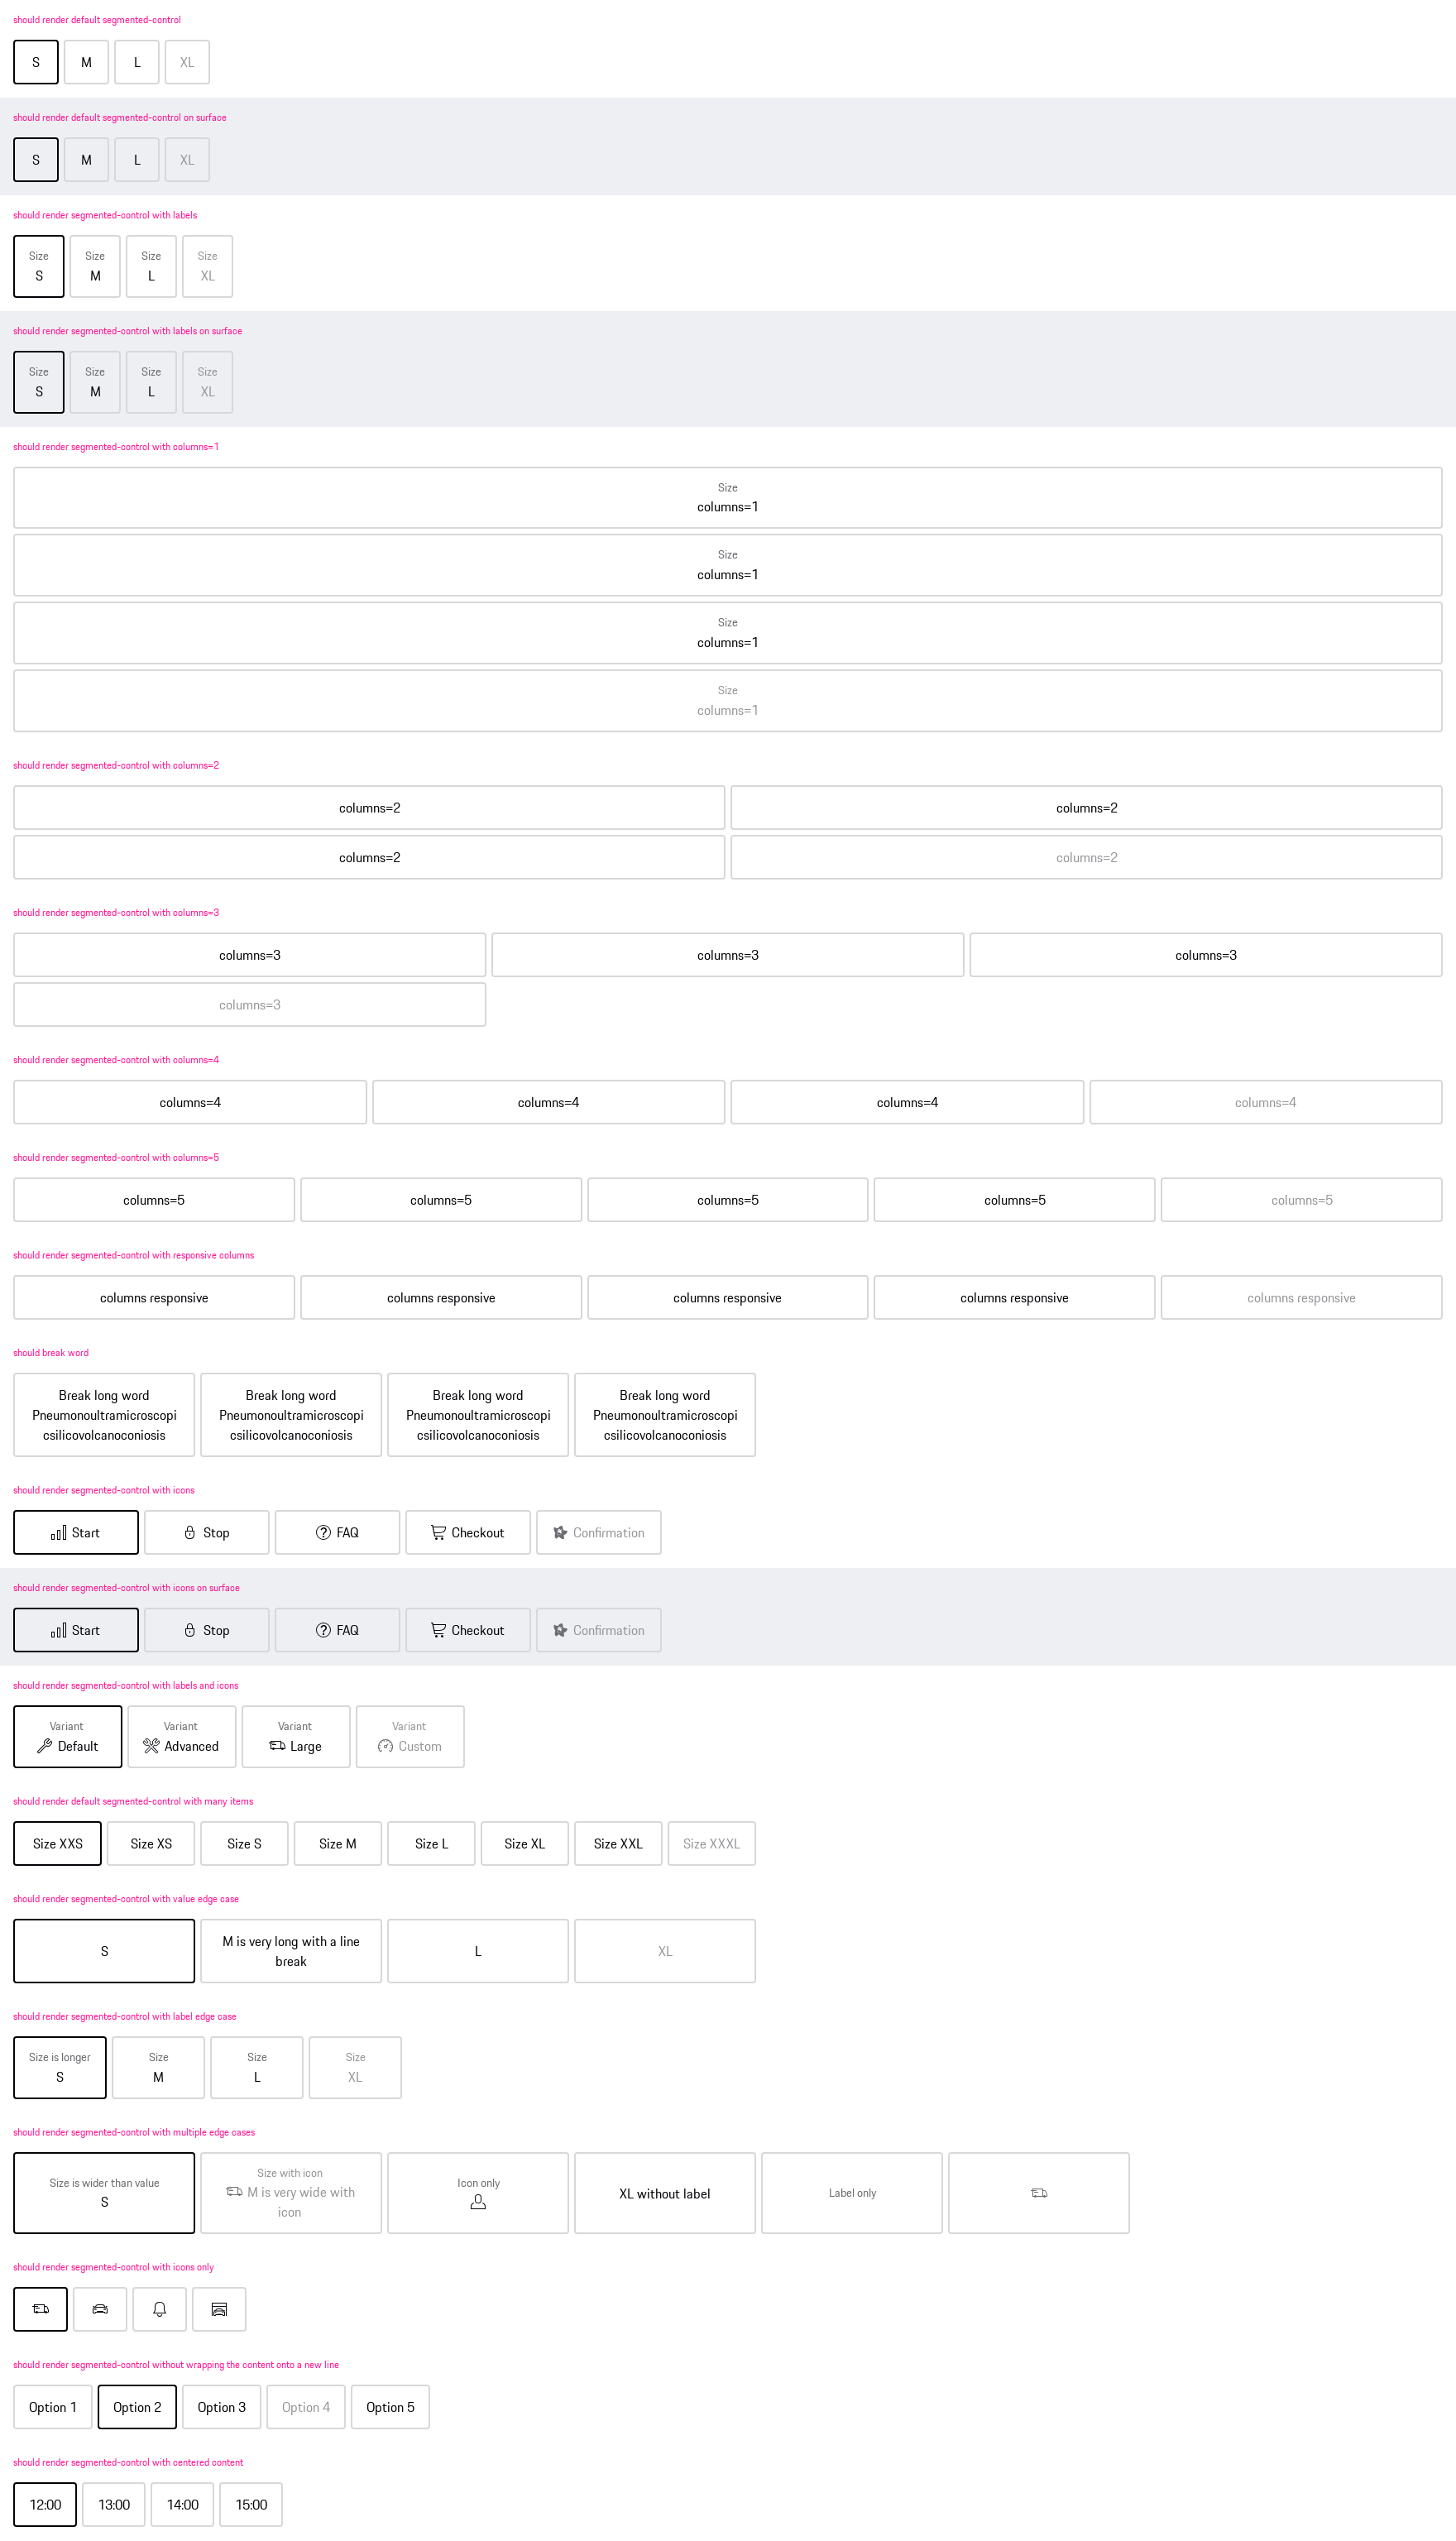 should render default segmented-control
S M L XL
should render default segmented-control on surface
S M L XL
should render segmented-control with labels
Size Size Size Size
S M L XL
should render segmented-control with labels on surface
Size Size Size Size
S M L XL
should render segmented-control with columns=1
Size
columns=1
Size
columns=1
Size
columns=1
Size
columns=1
should render segmented-control with columns=2
columns=2 columns=2
columns=2 columns=2
should render segmented-control with columns=3
columns=3 columns=3 columns=3
columns=3
should render segmented-control with columns=4
columns=4 columns=4 columns=4 columns=4
should render segmented-control with columns=5
columns=5 columns=5 columns=5 columns=5 columns=5
should render segmented-control with responsive columns
columns responsive columns responsive columns responsive columns responsive columns responsive
should break word
Break long word Break long word Break long word Break long word
Pneumonoultramicroscopi Pneumonoultramicroscopi Pneumonoultramicroscopi Pneumonoultramicroscopi
csilicovolcanoconiosis csilicovolcanoconiosis csilicovolcanoconiosis csilicovolcanoconiosis
should render segmented-control with icons
Start Stop FAQ Checkout Confirmation
should render segmented-control with icons on surface
Start Stop FAQ Checkout Confirmation
should render segmented-control with labels and icons
Variant Variant Variant Variant
Default Advanced Large Custom
should render default segmented-control with many items
Size XXS Size XS Size S Size M Size L Size XL Size XXL Size XXXL
should render segmented-control with value edge case
S M is very long with a line L XL
break
should render segmented-control with label edge case
Size is longer Size Size Size
S M L XL
should render segmented-control with multiple edge cases
Size is wider than value Size with icon Icon only XL without label Label only
S M is very wide with
icon
should render segmented-control with icons only
should render segmented-control without wrapping the content onto a new line
Option 1 Option 2 Option 3 Option 4 Option 5
should render segmented-control with centered content
12:00 13:00 14:00 15:00